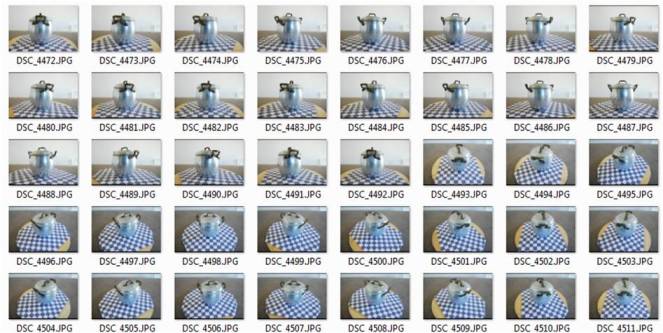 DSC_4472.JPG DSC_4473.JPG DSC_4474.JPG DSC_4475.JPG DSC_4476.JPG DSC_4477.JPG DSC_4478.JPG DSC_4479.JPG
DSC_4480.JPG DSC_4481.JPG DSC_4482.JPG DSC_4483.JPG DSC_4484.JPG DSC_4485.JPG DSC_4486.JPG DSC_4487.JPG
DSC_4488.JPG DSC_4489.JPG DSC_4490.JPG DSC_4491.JPG DSC_4492.JPG DSC_4493.JPG DSC_4494.JPG DSC_4495.JPG
DSC_4496.JPG DSC_4497.JPG DSC_4498.JPG DSC_4499.JPG DSC_4500.JPG DSC_4501.JPG DSC_4502.JPG DSC_4503.JPG
DSC_4504.JPG DSC_4505.JPG DSC_4506.JPG DSC_4507.JPG DSC_4508.JPG DSC_4509.JPG DSC_4510.JPG DSC_4511.JPG